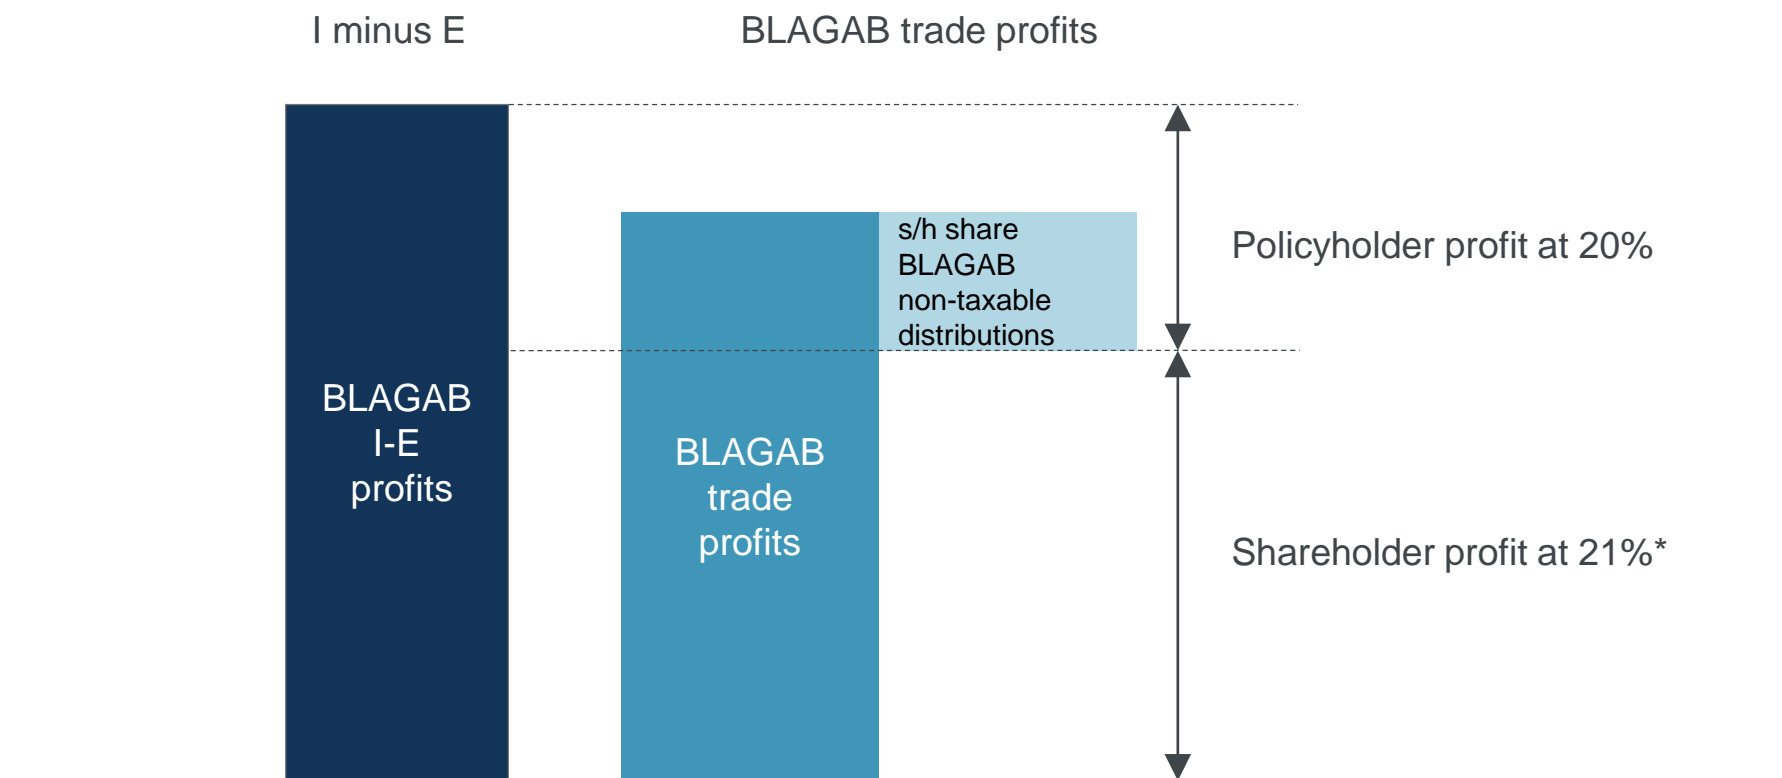 I minus E
BLAGAB trade profits
s/h share
BLAGAB
non-taxable
distributions
Policyholder profit at 20%
BLAGAB
I-E
profits
BLAGAB
trade
profits
Shareholder profit at 21%*